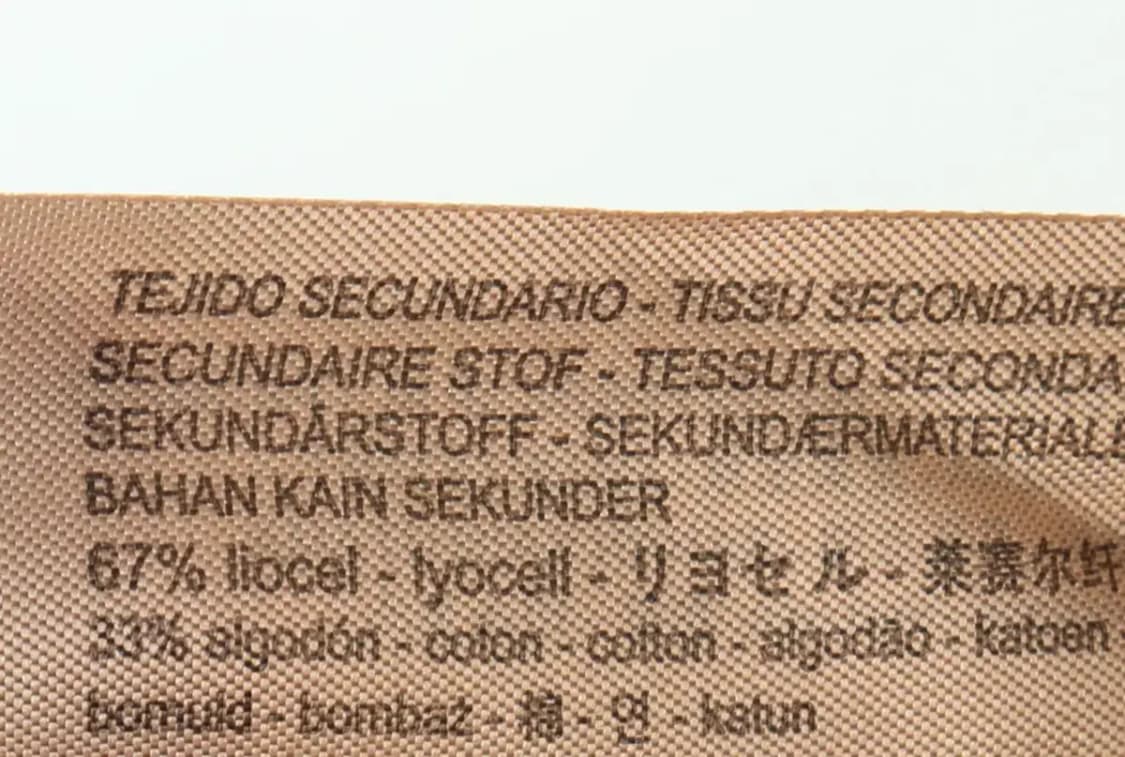 TEJIDO SECUNDARIO - TISSU SECONDAIRE
SECUNDAIRE STOF - TESSUTO SECONDA
SEKUNDÄRSTOFF - SEKUNDÆRMATERIALE
BAHAN KAIN SEKUNDER
67% liocel - lyocell - リヨセル - 莱赛尔纤
33% algodón - coton - cotton - algodão - katoen
bomuld - bombaž - 棉 - 면 - katun